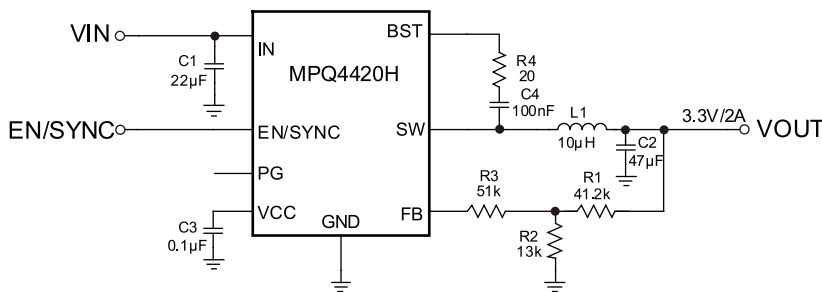 VIN
C1
22µF
IN
BST
MPQ4420H
R4
20
C4
100nF
EN/SYNC
EN/SYNC
SW
L1
10µH
3.3V/2A
VOUT
C2
47µF
PG
R3
51k
R1
41.2k
C3
0.1µF
VCC
GND
FB
R2
13k